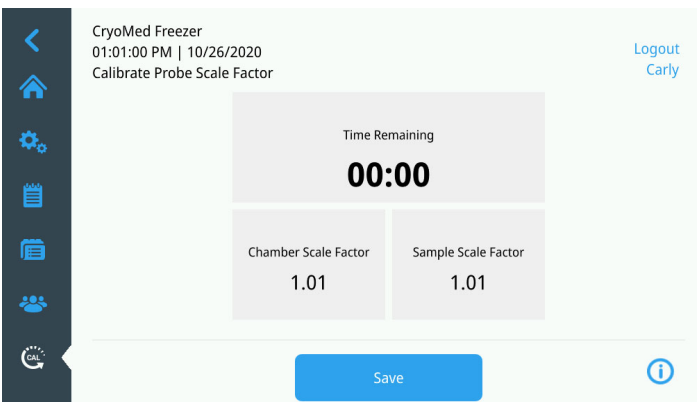 CryoMed Freezer
01:01:00 PM | 10/26/2020
Calibrate Probe Scale Factor
Logout
Carly
Time Remaining
00:00
Chamber Scale Factor
1.01
Sample Scale Factor
1.01
CAL
Save